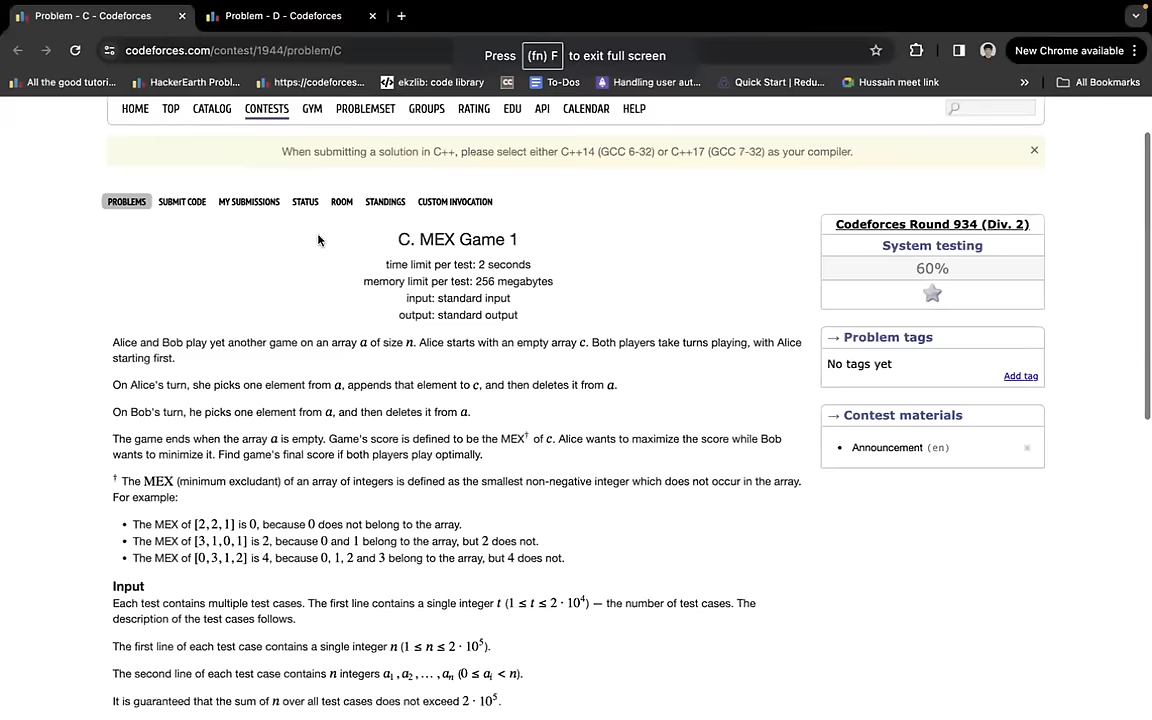 Problem - C - Codeforces
Problem - D - Codeforces
codeforces.com/contest/1944/problem/C
Press (fn) F to exit full screen
New Chrome available
All the good tutori...
HackerEarth Probl...
https://codeforces...
ekzlib: code library
CC
To-Dos
Handling user aut...
Quick Start | Redu...
Hussain meet link
»
All Bookmarks
HOME TOP CATALOG CONTESTS GYM PROBLEMSET GROUPS RATING EDU API CALENDAR HELP
When submitting a solution in C++, please select either C++14 (GCC 6-32) or C++17 (GCC 7-32) as your compiler.
PROBLEMS SUBMIT CODE MY SUBMISSIONS STATUS ROOM STANDINGS CUSTOM INVOCATION
C. MEX Game 1
time limit per test: 2 seconds
memory limit per test: 256 megabytes
input: standard input
output: standard output
Alice and Bob play yet another game on an array a of size n. Alice starts with an empty array c. Both players take turns playing, with Alice
starting first.
On Alice's turn, she picks one element from a, appends that element to c, and then deletes it from a.
On Bob's turn, he picks one element from a, and then deletes it from a.
The game ends when the array a is empty. Game's score is defined to be the MEX† of c. Alice wants to maximize the score while Bob
wants to minimize it. Find game's final score if both players play optimally.
† The MEX (minimum excludant) of an array of integers is defined as the smallest non-negative integer which does not occur in the array.
For example:
• The MEX of [2,2,1] is 0, because 0 does not belong to the array.
• The MEX of [3,1,0,1] is 2, because 0 and 1 belong to the array, but 2 does not.
• The MEX of [0,3,1,2] is 4, because 0, 1, 2 and 3 belong to the array, but 4 does not.
Input
Each test contains multiple test cases. The first line contains a single integer t (1 ≤ t ≤ 2 · 10⁴) — the number of test cases. The
description of the test cases follows.
The first line of each test case contains a single integer n (1 ≤ n ≤ 2 · 10⁵).
The second line of each test case contains n integers a₁, a₂, …, aₙ (0 ≤ aᵢ < n).
It is guaranteed that the sum of n over all test cases does not exceed 2 · 10⁵.
Codeforces Round 934 (Div. 2)
System testing
60%
→ Problem tags
No tags yet
Add tag
→ Contest materials
• Announcement (en)